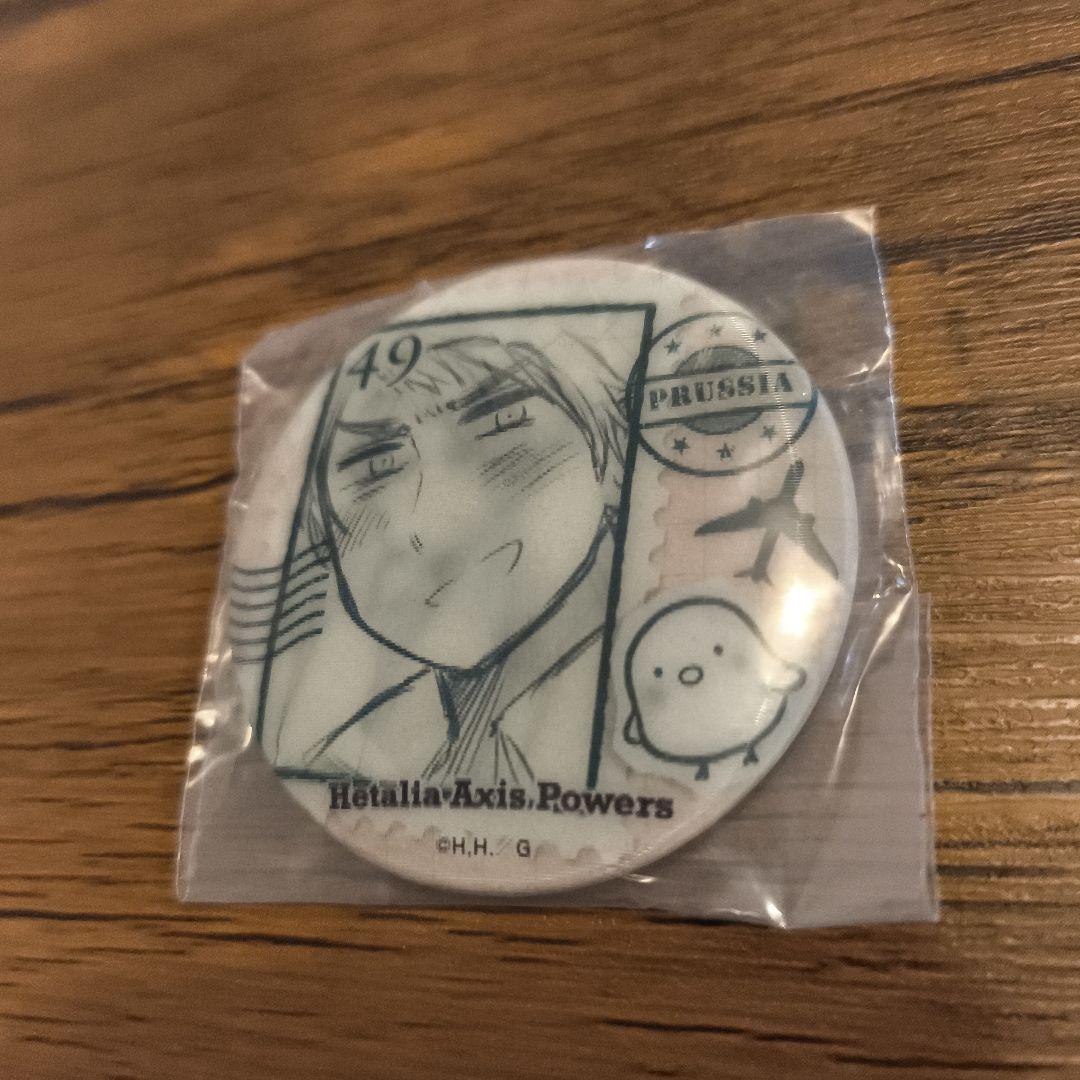 49
PRUSSIA
Hetalia Axis Powers
©H,H./G